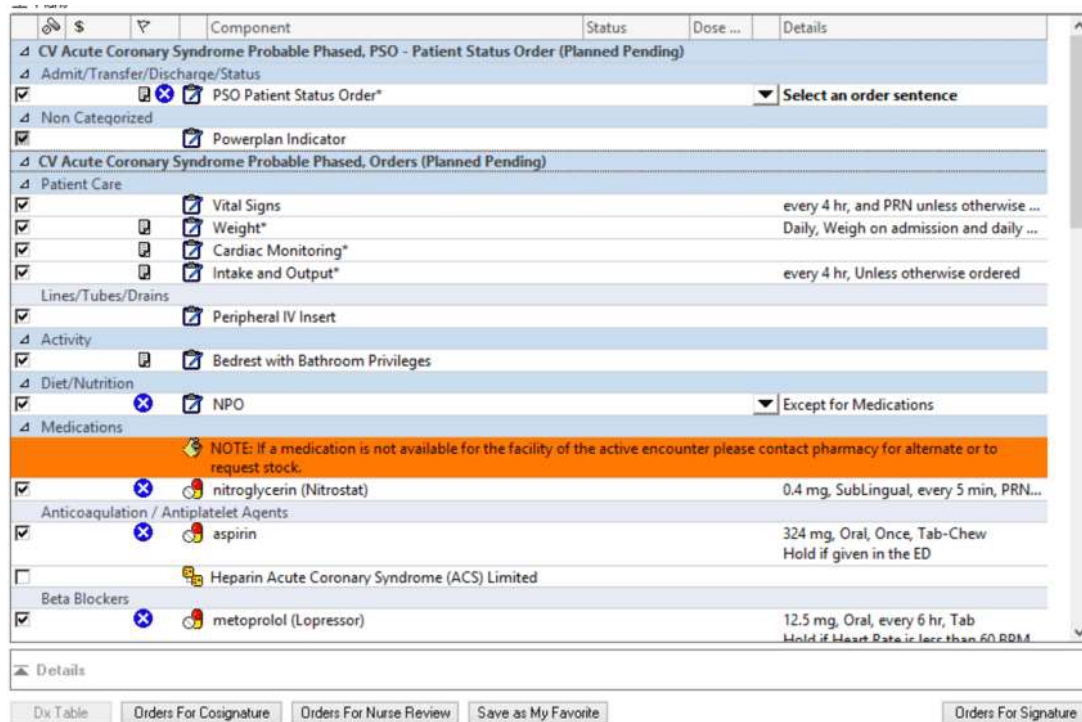 $ Component Status Dose ... Details
CV Acute Coronary Syndrome Probable Phased, PSO - Patient Status Order (Planned Pending)
Admit/Transfer/Discharge/Status
PSO Patient Status Order* Select an order sentence
Non Categorized
Powerplan Indicator
CV Acute Coronary Syndrome Probable Phased, Orders (Planned Pending)
Patient Care
Vital Signs every 4 hr, and PRN unless otherwise ...
Weight* Daily, Weigh on admission and daily ...
Cardiac Monitoring*
Intake and Output* every 4 hr, Unless otherwise ordered
Lines/Tubes/Drains
Peripheral IV Insert
Activity
Bedrest with Bathroom Privileges
Diet/Nutrition
NPO Except for Medications
Medications
NOTE: If a medication is not available for the facility of the active encounter please contact pharmacy for alternate or to
request stock.
nitroglycerin (Nitrostat) 0.4 mg, SubLingual, every 5 min, PRN...
Anticoagulation / Antiplatelet Agents
aspirin 324 mg, Oral, Once, Tab-Chew
Hold if given in the ED
Heparin Acute Coronary Syndrome (ACS) Limited
Beta Blockers
metoprolol (Lopressor) 12.5 mg, Oral, every 6 hr, Tab
Hold if Heart Rate is less than 60 BPM
Details
Dx Table Orders For Cosignature Orders For Nurse Review Save as My Favorite Orders For Signature